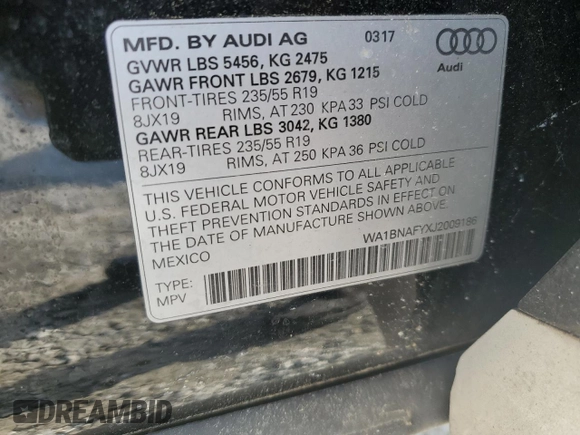 MFD. BY AUDI AG 0317
GVWR LBS 5456, KG 2475
GAWR FRONT LBS 2679, KG 1215
FRONT-TIRES 235/55 R19
8JX19 RIMS, AT 230 KPA 33 PSI COLD
GAWR REAR LBS 3042, KG 1380
REAR-TIRES 235/55 R19
8JX19 RIMS, AT 250 KPA 36 PSI COLD
THIS VEHICLE CONFORMS TO ALL APPLICABLE
U.S. FEDERAL MOTOR VEHICLE SAFETY AND
THEFT PREVENTION STANDARDS IN EFFECT ON
THE DATE OF MANUFACTURE SHOWN ABOVE.
MEXICO
WA1BNAFYXJ2009186
TYPE:
MPV
Audi
DREAMBID